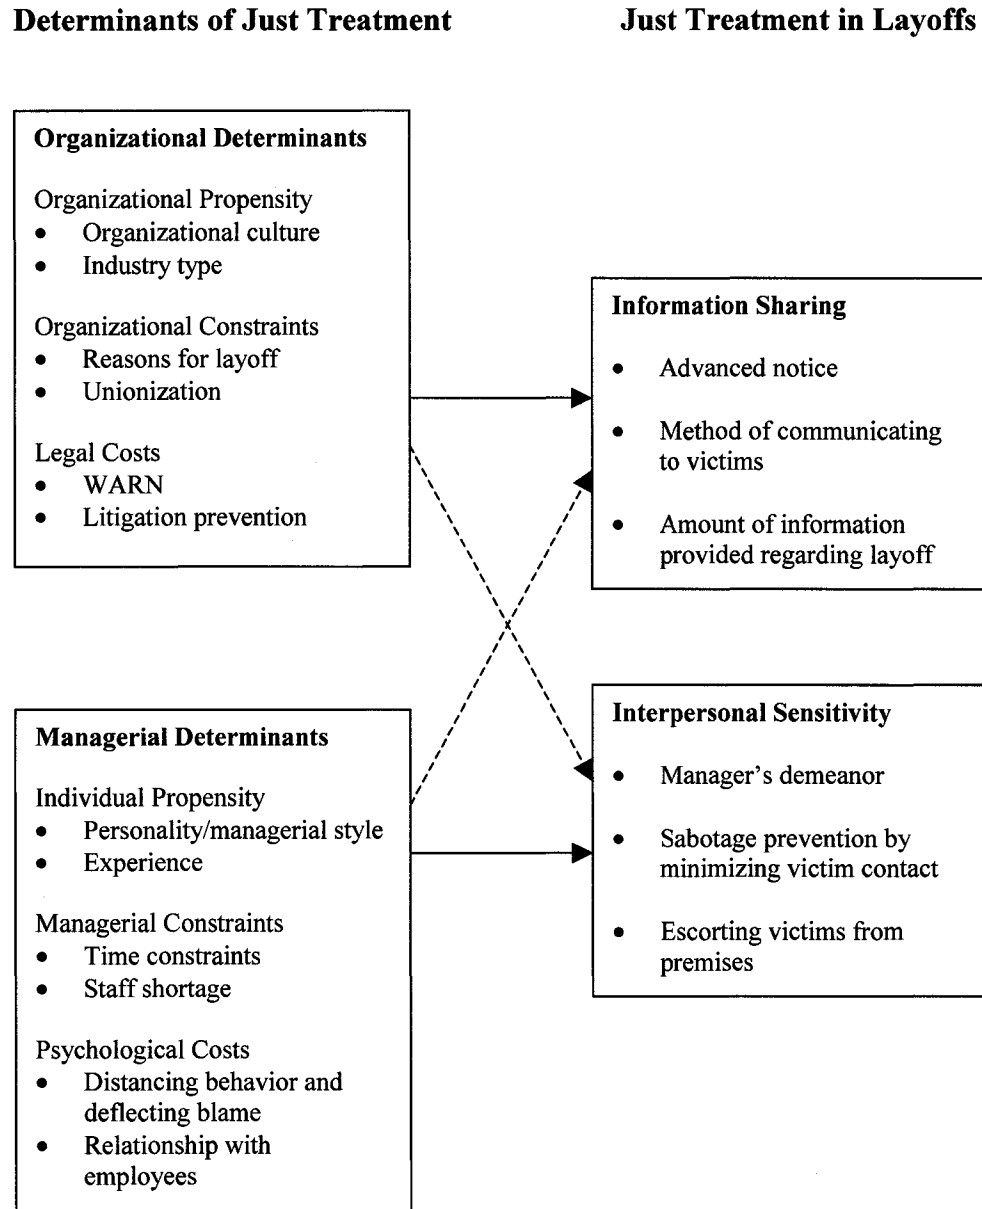 Determinants of Just Treatment
Just Treatment in Layoffs
Organizational Determinants
Organizational Propensity
• Organizational culture
• Industry type
Organizational Constraints
• Reasons for layoff
• Unionization
Legal Costs
• WARN
• Litigation prevention
Managerial Determinants
Individual Propensity
• Personality/managerial style
• Experience
Managerial Constraints
• Time constraints
• Staff shortage
Psychological Costs
• Distancing behavior and
deflecting blame
• Relationship with
employees
Information Sharing
• Advanced notice
• Method of communicating
to victims
• Amount of information
provided regarding layoff
Interpersonal Sensitivity
• Manager's demeanor
• Sabotage prevention by
minimizing victim contact
• Escorting victims from
premises